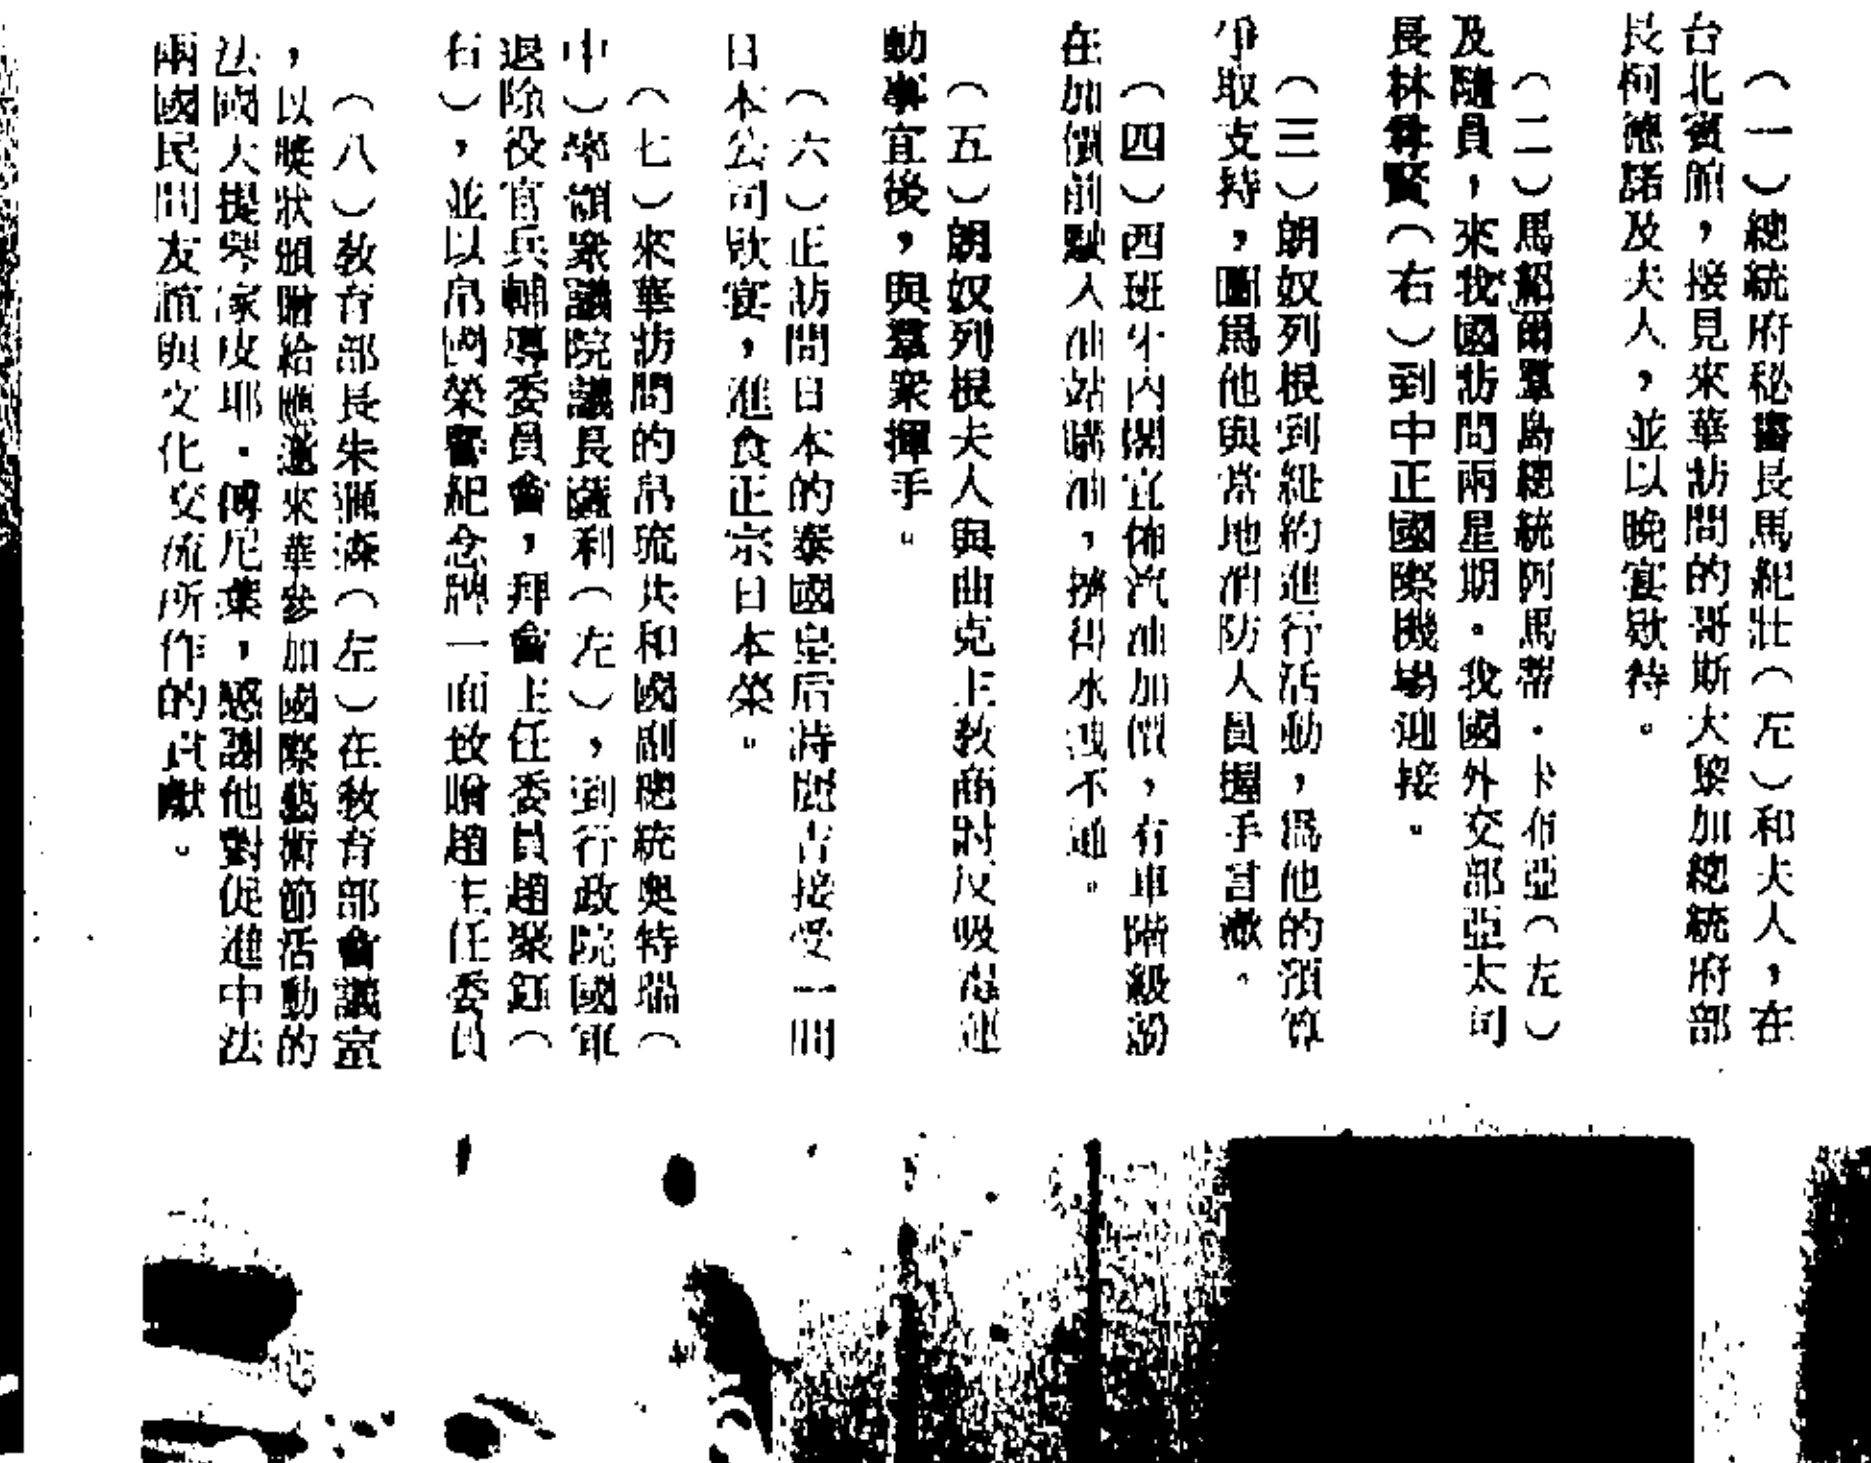 （一）總統府秘書長馬紀壯（左）和夫人，在
台北賓館，接見來華訪問的哥斯大黎加總統府部
長柯德諾及夫人，並以晚宴欵待。
（二）馬紹爾羣島總統阿馬蒂・卡布亞（左）
及隨員，來我國訪問兩星期。我國外交部亞太司
長林尊賢（右）到中正國際機場迎接。
（三）朗奴列根到紐約進行活動，爲他的預算
爭取支持，圖爲他與當地消防人員握手言歡。
（四）西班牙內閣宣佈汽油加價，有車階級紛
在加價前駛入油站購油，擠得水洩不通。
（五）朗奴列根夫人與曲克主教商討反吸毒運
動事宜後，與羣衆揮手。
（六）正訪問日本的泰國皇后詩麗吉接受一間
日本公司欵宴，進食正宗日本菜。
（七）來華訪問的帛琉共和國副總統奧特瑞（
中）率領衆議院議長薩利（左），到行政院國軍
退除役官兵輔導委員會，拜會主任委員趙聚鈺（
右），並以帛國榮譽紀念牌一面致贈趙主任委員
（八）教育部長朱滙森（左）在教育部會議室
，以獎狀頒贈給應邀來華參加國際藝術節活動的
法國大提琴家皮耶・傅尼葉，感謝他對促進中法
兩國民間友誼與文化交流所作的貢獻。